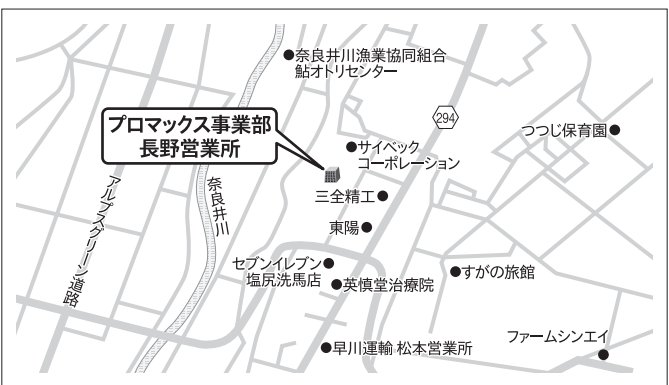 奈良井川漁業協同組合
鮎オトリセンター
294
プロマックス事業部
長野営業所
つつじ保育園
サイベック
コーポレーション
三全精工
アルプスグリーン道路
奈良井川
東陽
セブンイレブン
塩尻洗馬店
英慎堂治療院
すがの旅館
ファームシンエイ
早川運輸 松本営業所